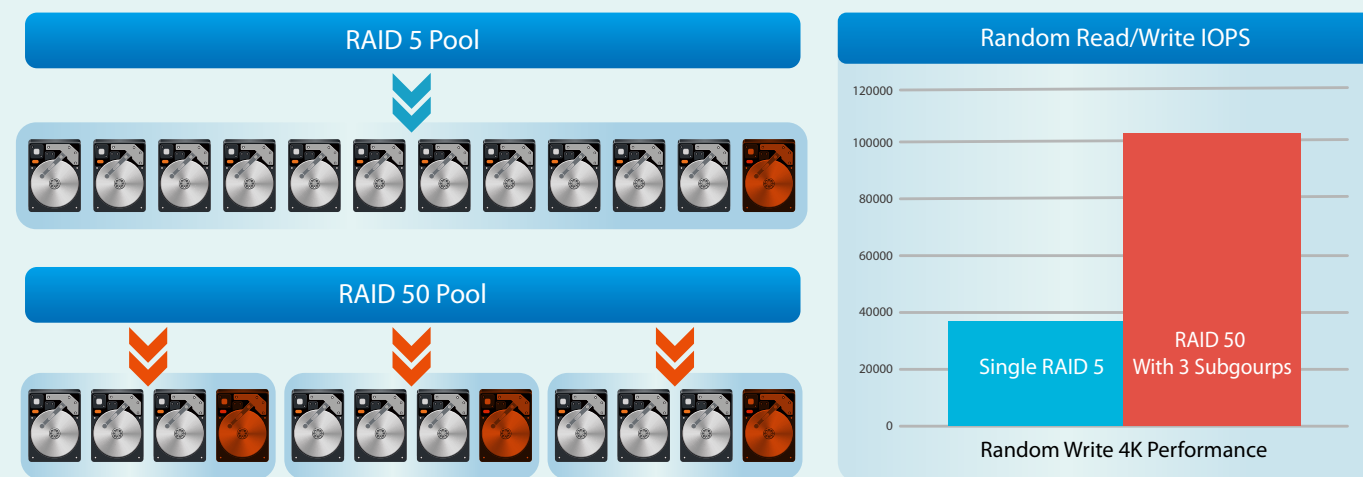 RAID 5 Pool
RAID 50 Pool
Random Read/Write IOPS
120000
100000
80000
60000
40000
20000
0
Single RAID 5
RAID 50
With 3 Subgourps
Random Write 4K Performance